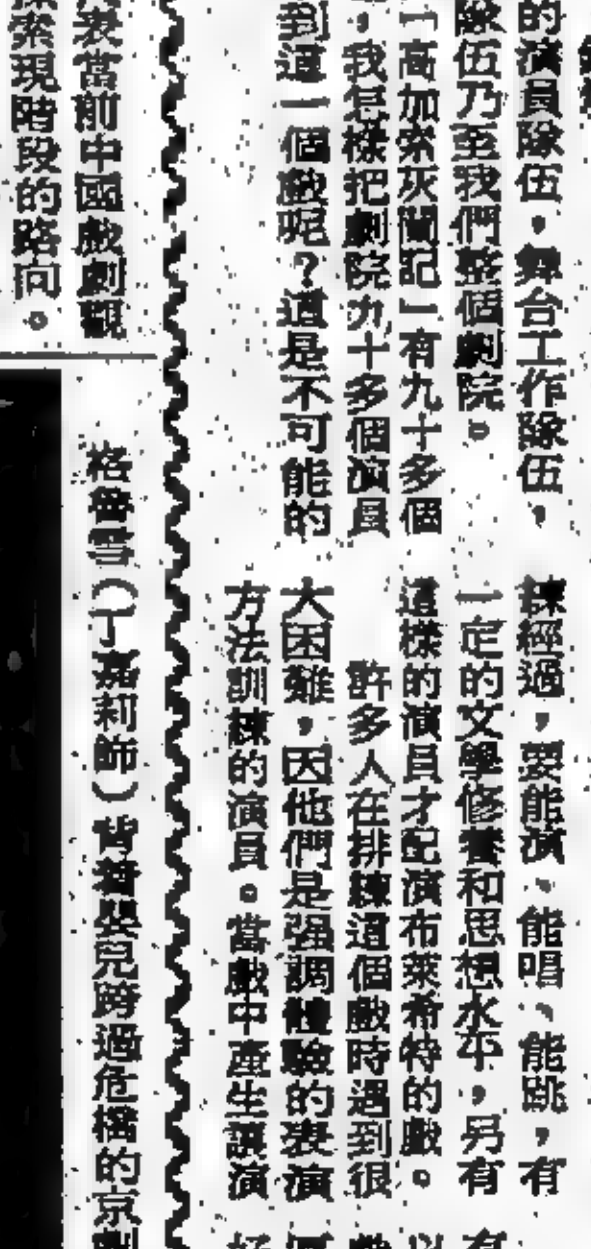 的演員隊伍，舞台工作隊伍，
隊伍乃至我們整個劇院。
「高加索灰闌記」有九十多個
，我怎樣把劇院九十多個演員
到這一個戲呢？這是不可能的
練經過，要能演、能唱、能跳，有
一定的文學修養和思想水平，另有
這樣的演員才配演布萊希特的戲。
許多人在排練這個戲時遇到很
大困難，因他們是强調體驗的表演
方法訓練的演員。當戲中產生讓演
表當前中國戲劇觀
探索現階段的路向。
格魯雪（丁嘉莉飾）背着嬰兒跨過危橋的京劇